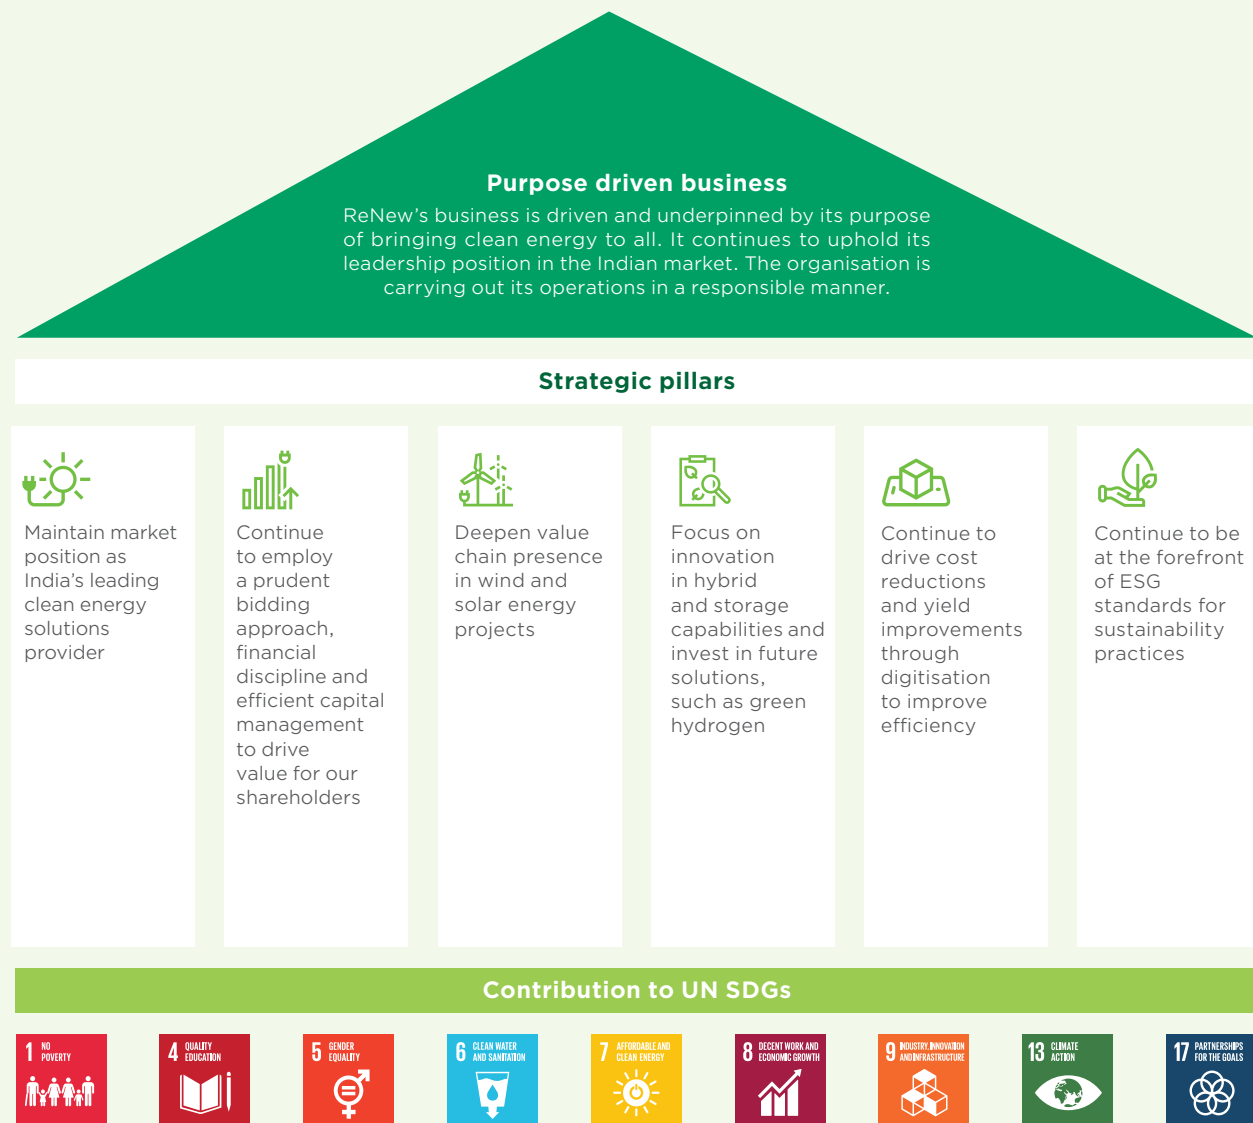 Purpose driven business
ReNew’s business is driven and underpinned by its purpose
of bringing clean energy to all. It continues to uphold its
leadership position in the Indian market. The organisation is
carrying out its operations in a responsible manner.
Strategic pillars
Maintain market
position as
India’s leading
clean energy
solutions
provider
Continue
to employ
a prudent
bidding
approach,
financial
discipline and
efficient capital
management
to drive
value for our
shareholders
Deepen value
chain presence
in wind and
solar energy
projects
Focus on
innovation
in hybrid
and storage
capabilities and
invest in future
solutions,
such as green
hydrogen
Continue to
drive cost
reductions
and yield
improvements
through
digitisation
to improve
efficiency
Continue to be
at the forefront
of ESG
standards for
sustainability
practices
Contribution to UN SDGs
1 NO
POVERTY
4 QUALITY
EDUCATION
5 GENDER
EQUALITY
6 CLEAN WATER
AND SANITATION
7 AFFORDABLE AND
CLEAN ENERGY
8 DECENT WORK AND
ECONOMIC GROWTH
9 INDUSTRY, INNOVATION
AND INFRASTRUCTURE
13 CLIMATE
ACTION
17 PARTNERSHIPS
FOR THE GOALS